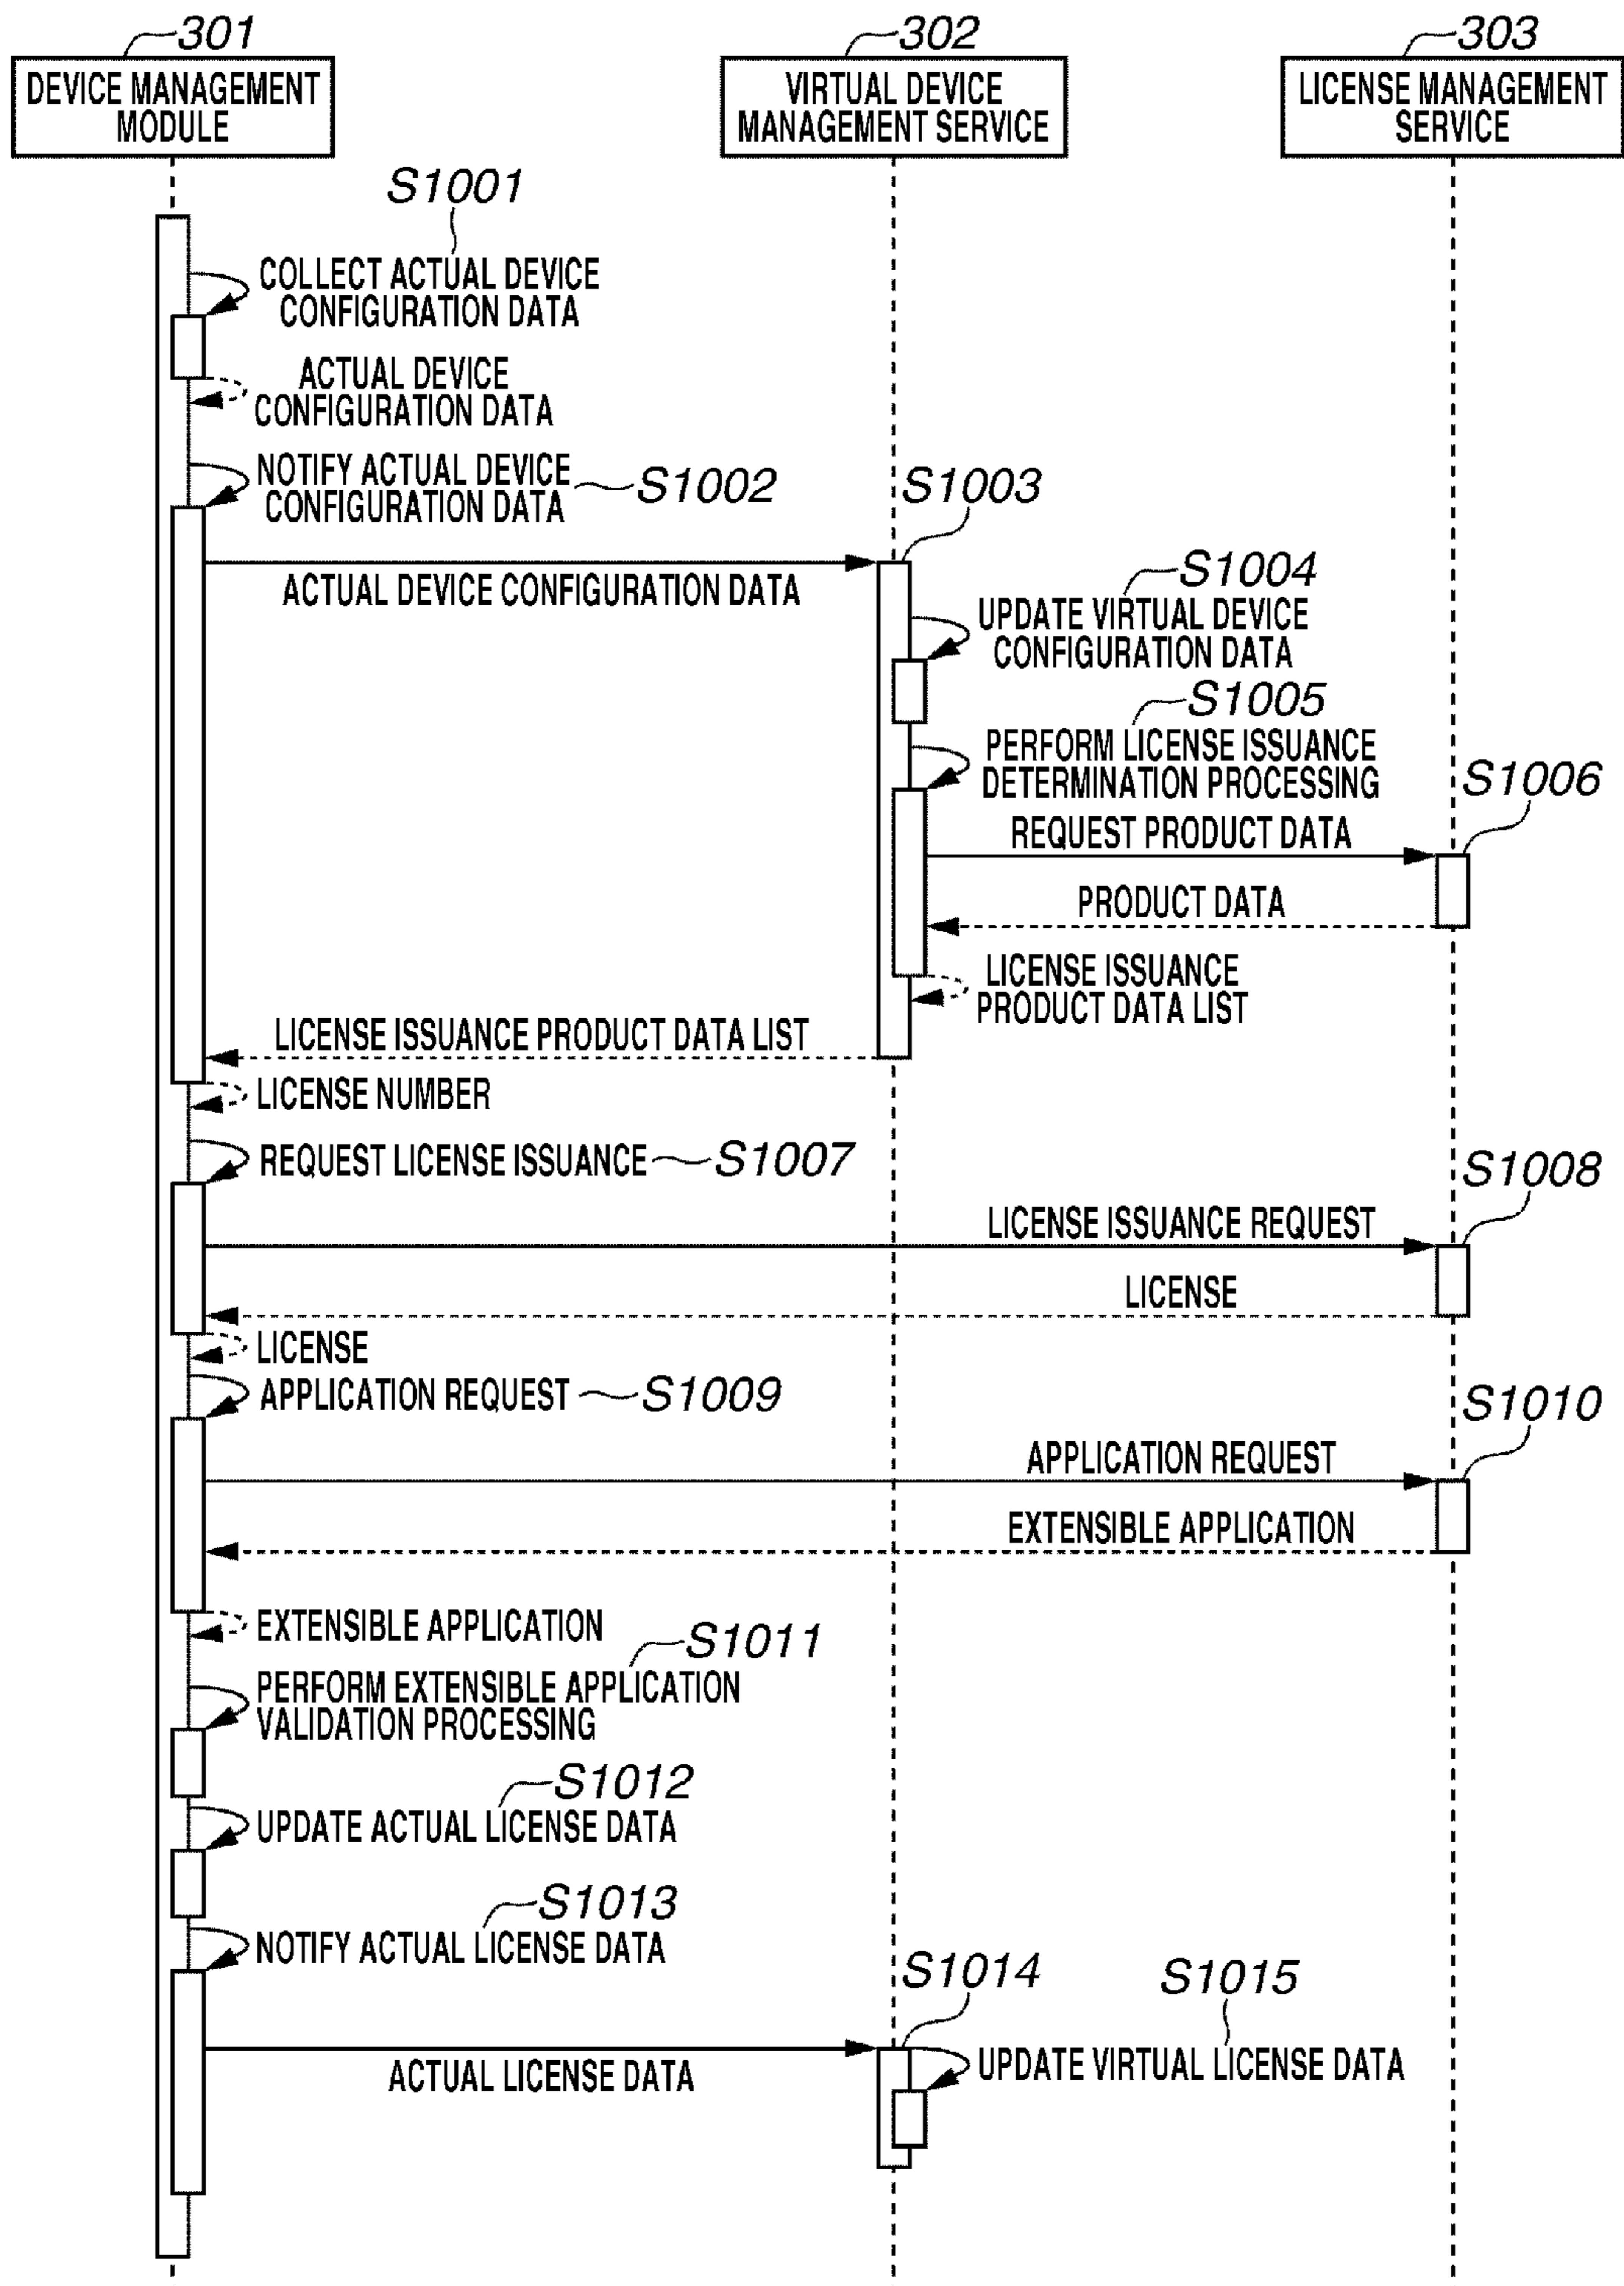 301
302
303
DEVICE MANAGEMENT
MODULE
VIRTUAL DEVICE
MANAGEMENT SERVICE
LICENSE MANAGEMENT
SERVICE
S1001
COLLECT ACTUAL DEVICE
CONFIGURATION DATA
ACTUAL DEVICE
CONFIGURATION DATA
NOTIFY ACTUAL DEVICE
CONFIGURATION DATA
S1002
S1003
ACTUAL DEVICE CONFIGURATION DATA
S1004
UPDATE VIRTUAL DEVICE
CONFIGURATION DATA
S1005
PERFORM LICENSE ISSUANCE
DETERMINATION PROCESSING
S1006
REQUEST PRODUCT DATA
PRODUCT DATA
LICENSE ISSUANCE
PRODUCT DATA LIST
LICENSE ISSUANCE PRODUCT DATA LIST
LICENSE NUMBER
REQUEST LICENSE ISSUANCE
S1007
S1008
LICENSE ISSUANCE REQUEST
LICENSE
LICENSE
APPLICATION REQUEST
S1009
S1010
APPLICATION REQUEST
EXTENSIBLE APPLICATION
EXTENSIBLE APPLICATION
S1011
PERFORM EXTENSIBLE APPLICATION
VALIDATION PROCESSING
S1012
UPDATE ACTUAL LICENSE DATA
S1013
NOTIFY ACTUAL LICENSE DATA
S1014
S1015
ACTUAL LICENSE DATA
UPDATE VIRTUAL LICENSE DATA